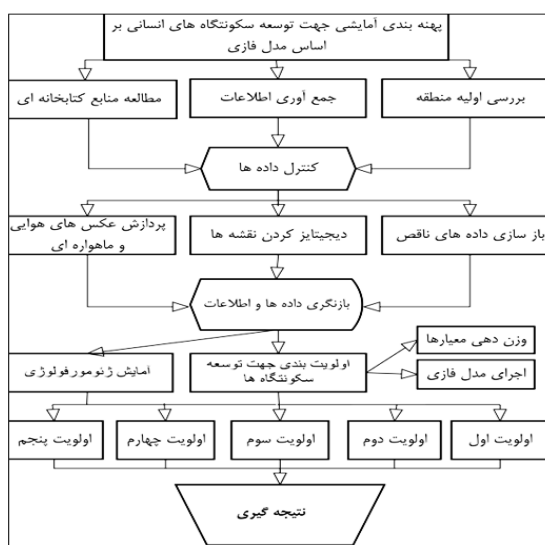 پهنه بندی آمایشی جهت توسعه سکونتگاه های انسانی بر
اساس مدل فازی
بررسی اولیه منطقه
جمع آوری اطلاعات
مطالعه منابع کتابخانه ای
کنترل داده ها
باز سازی داده های ناقص
دیجیتایز کردن نقشه ها
پردازش عکس های هوایی
و ماهواره ای
بازنگری داده ها و اطلاعات
وزن دهی معیارها
اجرای مدل فازی
اولویت بندی جهت توسعه
سکونتگاه ها
آمایش ژئومورفولوژی
اولویت اول
اولویت دوم
اولویت سوم
اولویت چهارم
اولویت پنجم
نتیجه گیری